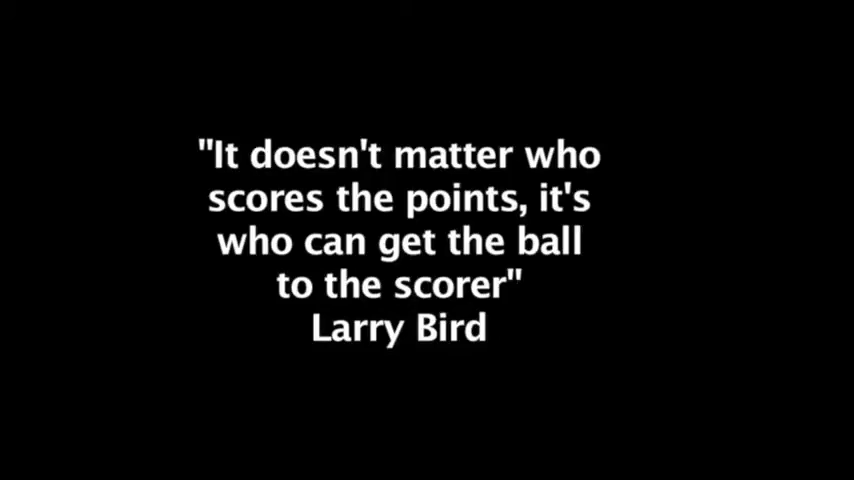 "It doesn't matter who
scores the points, it's
who can get the ball
to the scorer"
Larry Bird